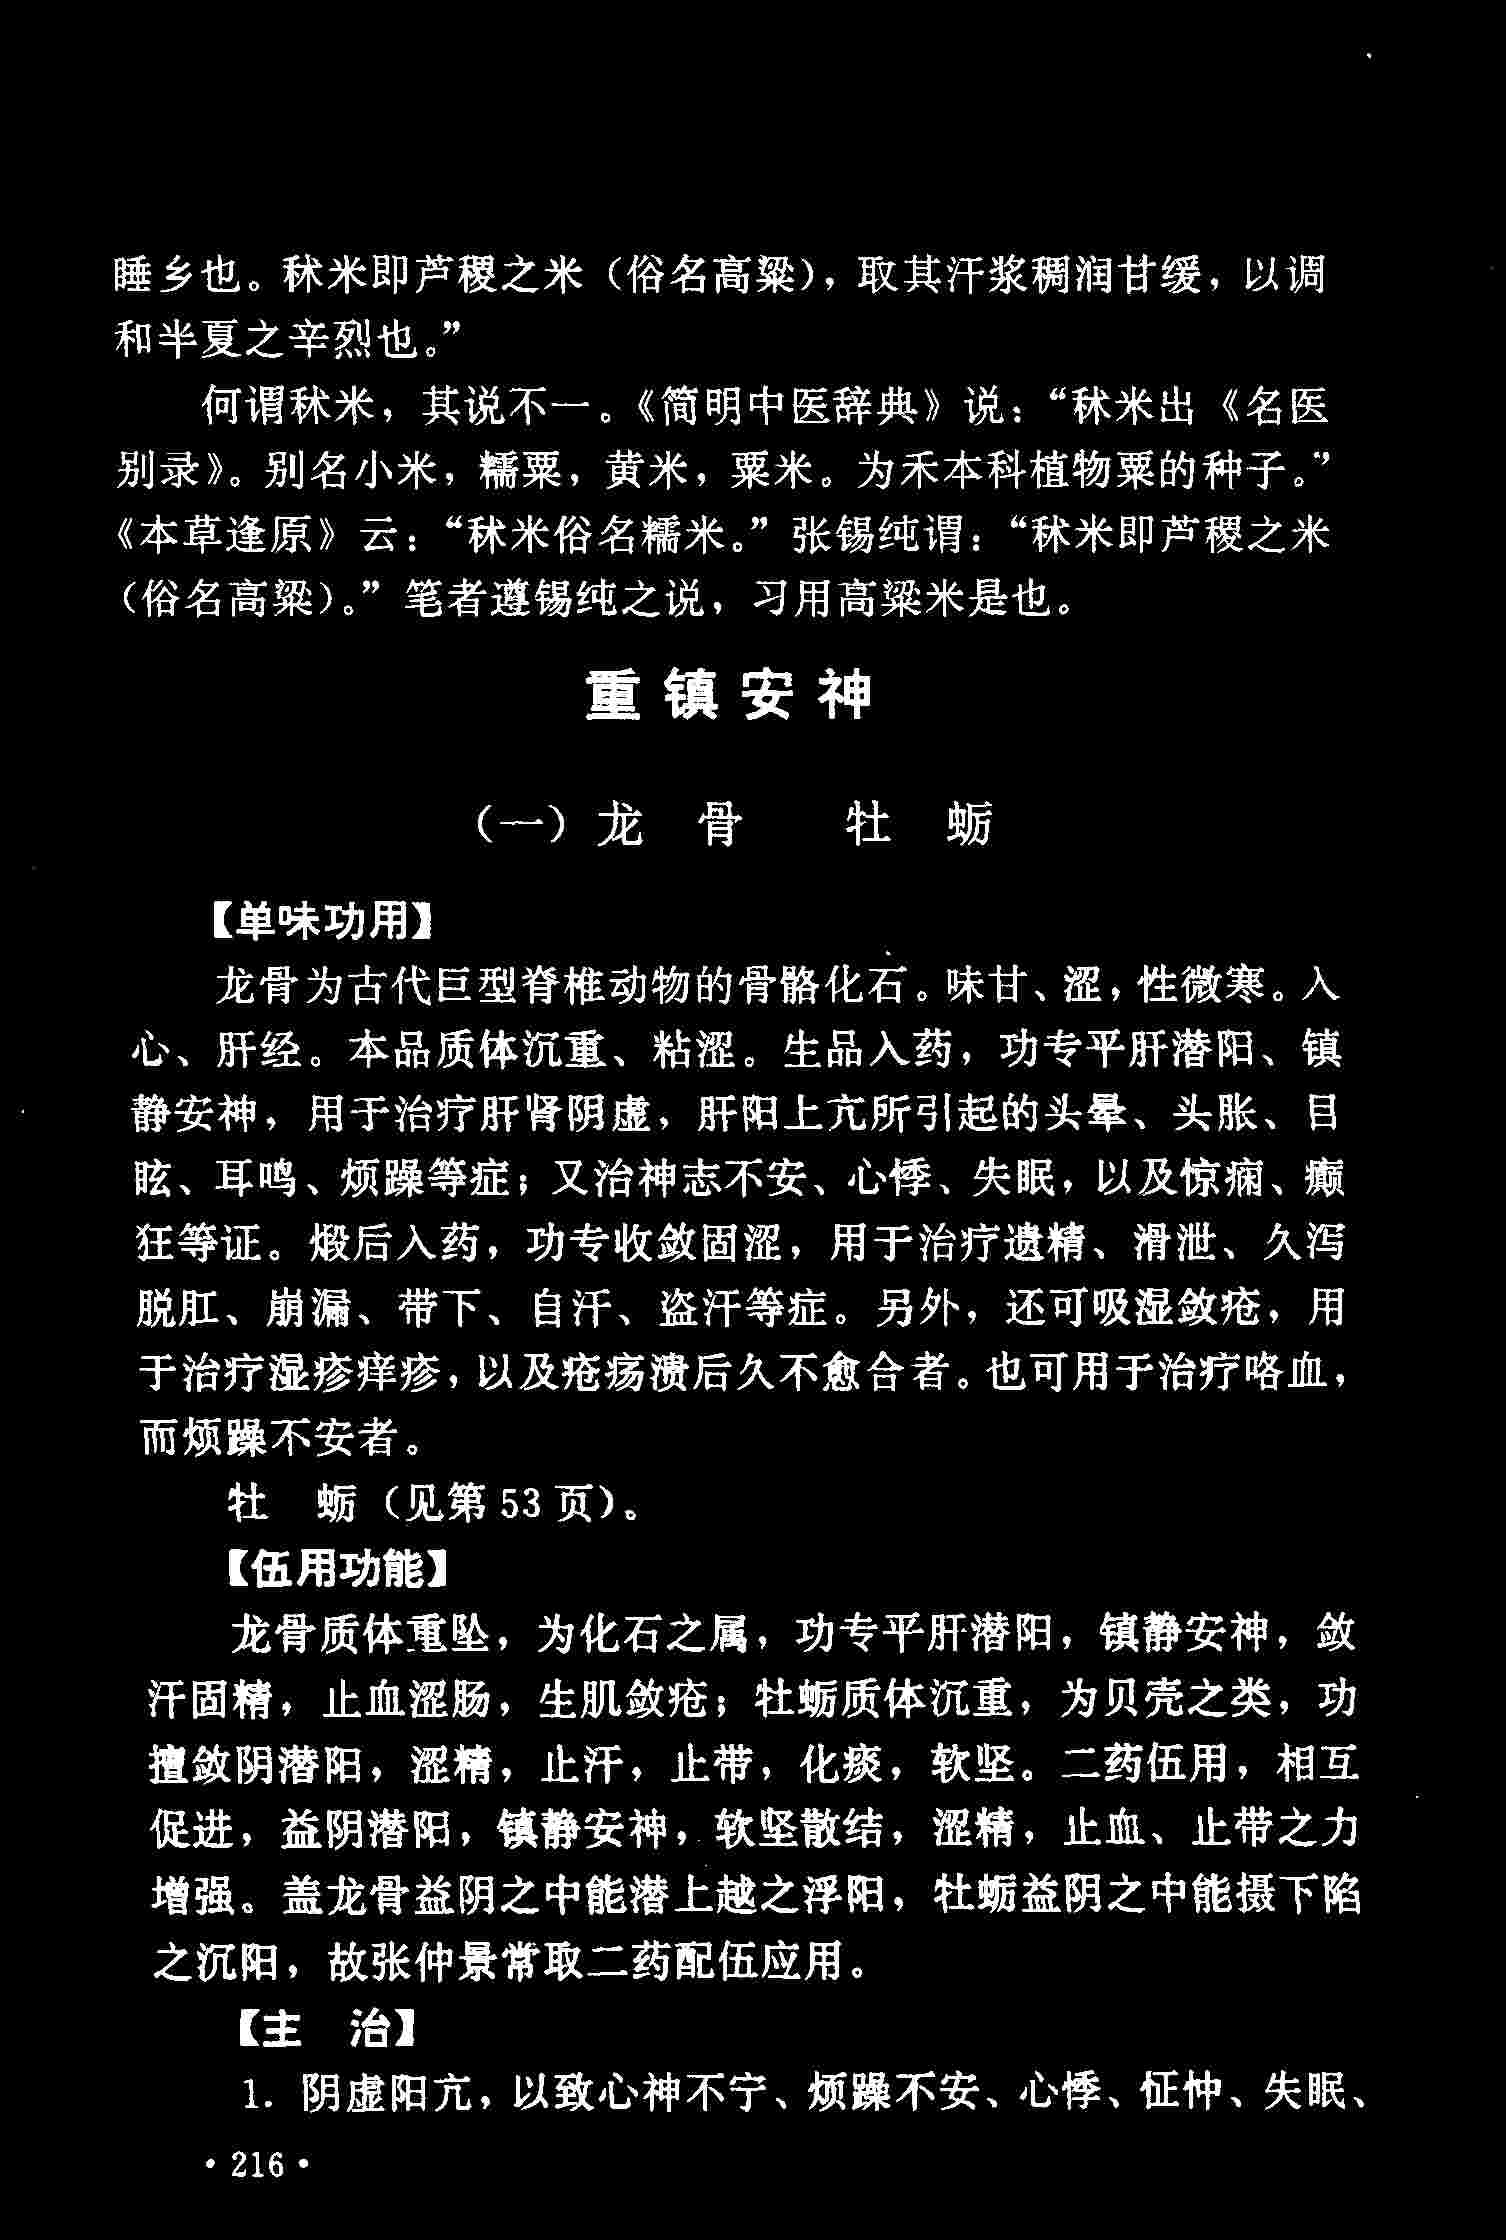 睡乡也。秫米即芦稷之米（俗名高粱），取其汗浆稠润甘缓，以调
和半夏之辛烈也。”
何谓秫米，其说不一。《简明中医辞典》说：“秫米出《名医
别录》。别名小米，糯粟，黄米，粟米。为禾本科植物粟的种子。”
《本草逢原》云：“秫米俗名糯米。”张锡纯谓：“秫米即芦稷之米
（俗名高粱）。”笔者遵锡纯之说，习用高粱米是也。
重镇安神
（一）龙骨 牡蛎
【单味功用】
龙骨为古代巨型脊椎动物的骨骼化石。味甘、涩，性微寒。入
心、肝经。本品质体沉重、粘涩。生品入药，功专平肝潜阳、镇
静安神，用于治疗肝肾阴虚，肝阳上亢所引起的头晕、头胀、目
眩、耳鸣、烦躁等症；又治神志不安、心悸、失眠，以及惊痫、癫
狂等证。煅后入药，功专收敛固涩，用于治疗遗精、滑泄、久泻
脱肛、崩漏、带下、自汗、盗汗等症。另外，还可吸湿敛疮，用
于治疗湿疹痒疹，以及疮疡溃后久不愈合者。也可用于治疗咯血，
而烦躁不安者。
牡 蛎（见第 53 页）。
【伍用功能】
龙骨质体重坠，为化石之属，功专平肝潜阳，镇静安神，敛
汗固精，止血涩肠，生肌敛疮；牡蛎质体沉重，为贝壳之类，功
擅敛阴潜阳，涩精，止汗，止带，化痰，软坚。二药伍用，相互
促进，益阴潜阳，镇静安神，软坚散结，涩精，止血、止带之力
增强。盖龙骨益阴之中能潜上越之浮阳，牡蛎益阴之中能摄下陷
之沉阳，故张仲景常取二药配伍应用。
【主 治】
1. 阴虚阳亢，以致心神不宁、烦躁不安、心悸、怔忡、失眠、
·216·